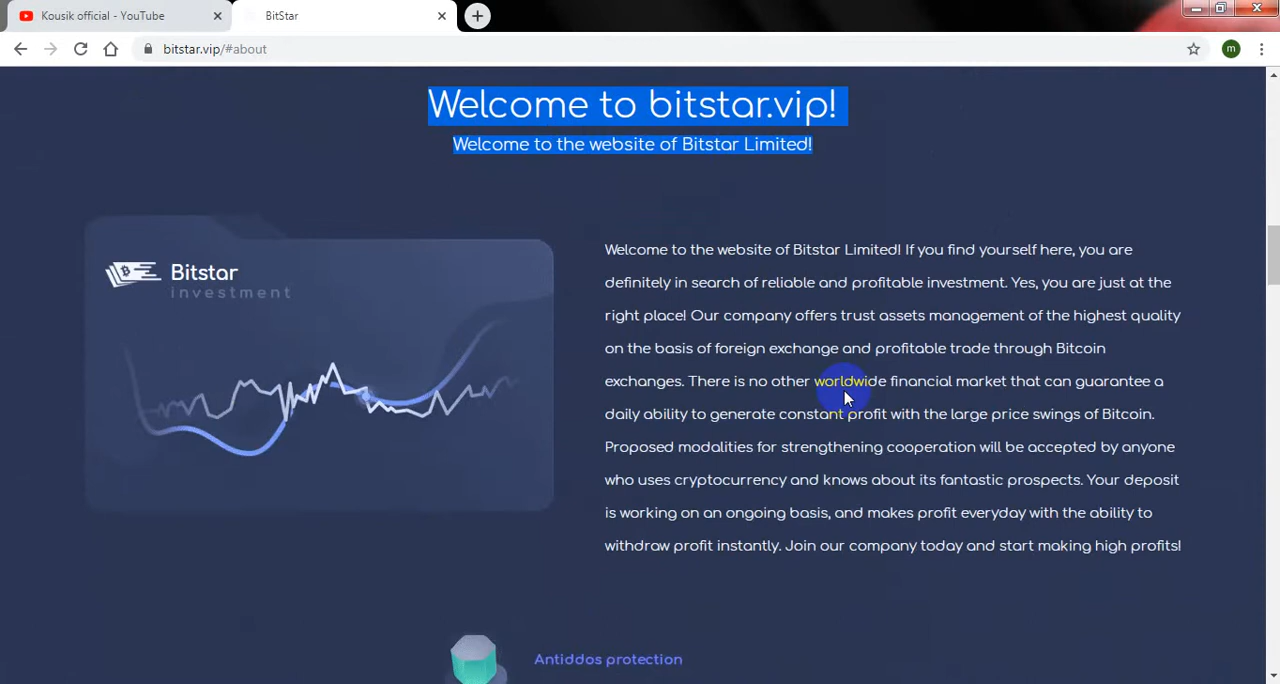 Kousik official - YouTube
BitStar
bitstar.vip/#about
m
Welcome to bitstar.vip!
Welcome to the website of Bitstar Limited!
Bitstar
investment
Welcome to the website of Bitstar Limited! If you find yourself here, you are
definitely in search of reliable and profitable investment. Yes, you are just at the
right place! Our company offers trust assets management of the highest quality
on the basis of foreign exchange and profitable trade through Bitcoin
exchanges. There is no other worldwide financial market that can guarantee a
daily ability to generate constant profit with the large price swings of Bitcoin.
Proposed modalities for strengthening cooperation will be accepted by anyone
who uses cryptocurrency and knows about its fantastic prospects. Your deposit
is working on an ongoing basis, and makes profit everyday with the ability to
withdraw profit instantly. Join our company today and start making high profits!
Antiddos protection